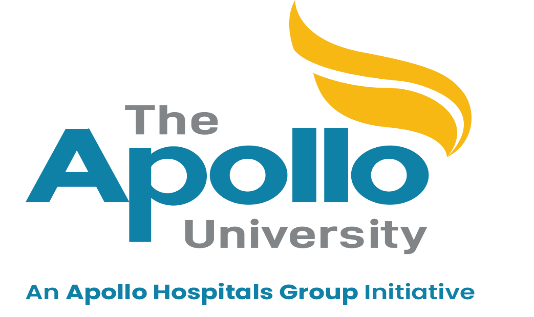 The
Apollo
University
An Apollo Hospitals Group Initiative